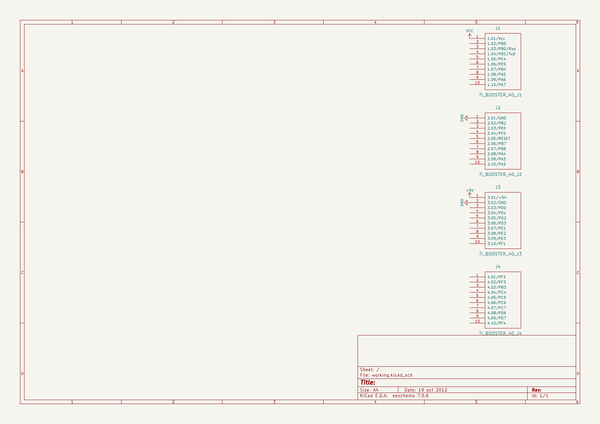 1 2 3 4 5 6
A
B
C
D
A
B
C
D
J1
VCC
1 1.01/Vcc
2 1.02/PB5
3 1.03/PB0/RxD
4 1.04/PB1/TxD
5 1.05/PE4
6 1.06/PE5
7 1.07/PB4
8 1.08/PA5
9 1.09/PA6
10 1.10/PA7
TI_BOOSTER_40_J1
J2
GND
1 2.01/GND
2 2.02/PB2
3 2.03/PE0
4 2.04/PF0
5 2.05/RESET
6 2.06/PB7
7 2.07/PB6
8 2.08/PA4
9 2.09/PA3
10 2.10/PA2
TI_BOOSTER_40_J2
J3
+5V
GND
1 3.01/+5V
2 3.02/GND
3 3.03/PD0
4 3.04/PD1
5 3.05/PD2
6 3.06/PD3
7 3.07/PE1
8 3.08/PE2
9 3.09/PE3
10 3.10/PF1
TI_BOOSTER_40_J3
J4
1 4.01/PF2
2 4.02/PF3
3 4.03/PB3
4 4.04/PC4
5 4.05/PC5
6 4.06/PC6
7 4.07/PC7
8 4.08/PD6
9 4.09/PD7
10 4.10/PF4
TI_BOOSTER_40_J4
Sheet: /
File: working.kicad_sch
Title:
Size: A4 Date: 19 oct 2012 Rev:
KiCad E.D.A. eeschema 7.0.6 Id: 1/1
1 2 3 4 5 6